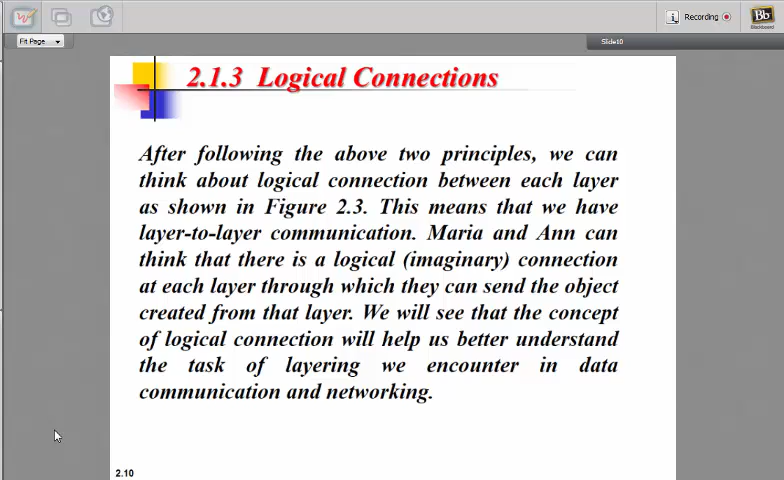 Recording
Bb
Blackboard
Fit Page
Slide10
2.1.3 Logical Connections
After following the above two principles, we can
think about logical connection between each layer
as shown in Figure 2.3. This means that we have
layer-to-layer communication. Maria and Ann can
think that there is a logical (imaginary) connection
at each layer through which they can send the object
created from that layer. We will see that the concept
of logical connection will help us better understand
the task of layering we encounter in data
communication and networking.
2.10